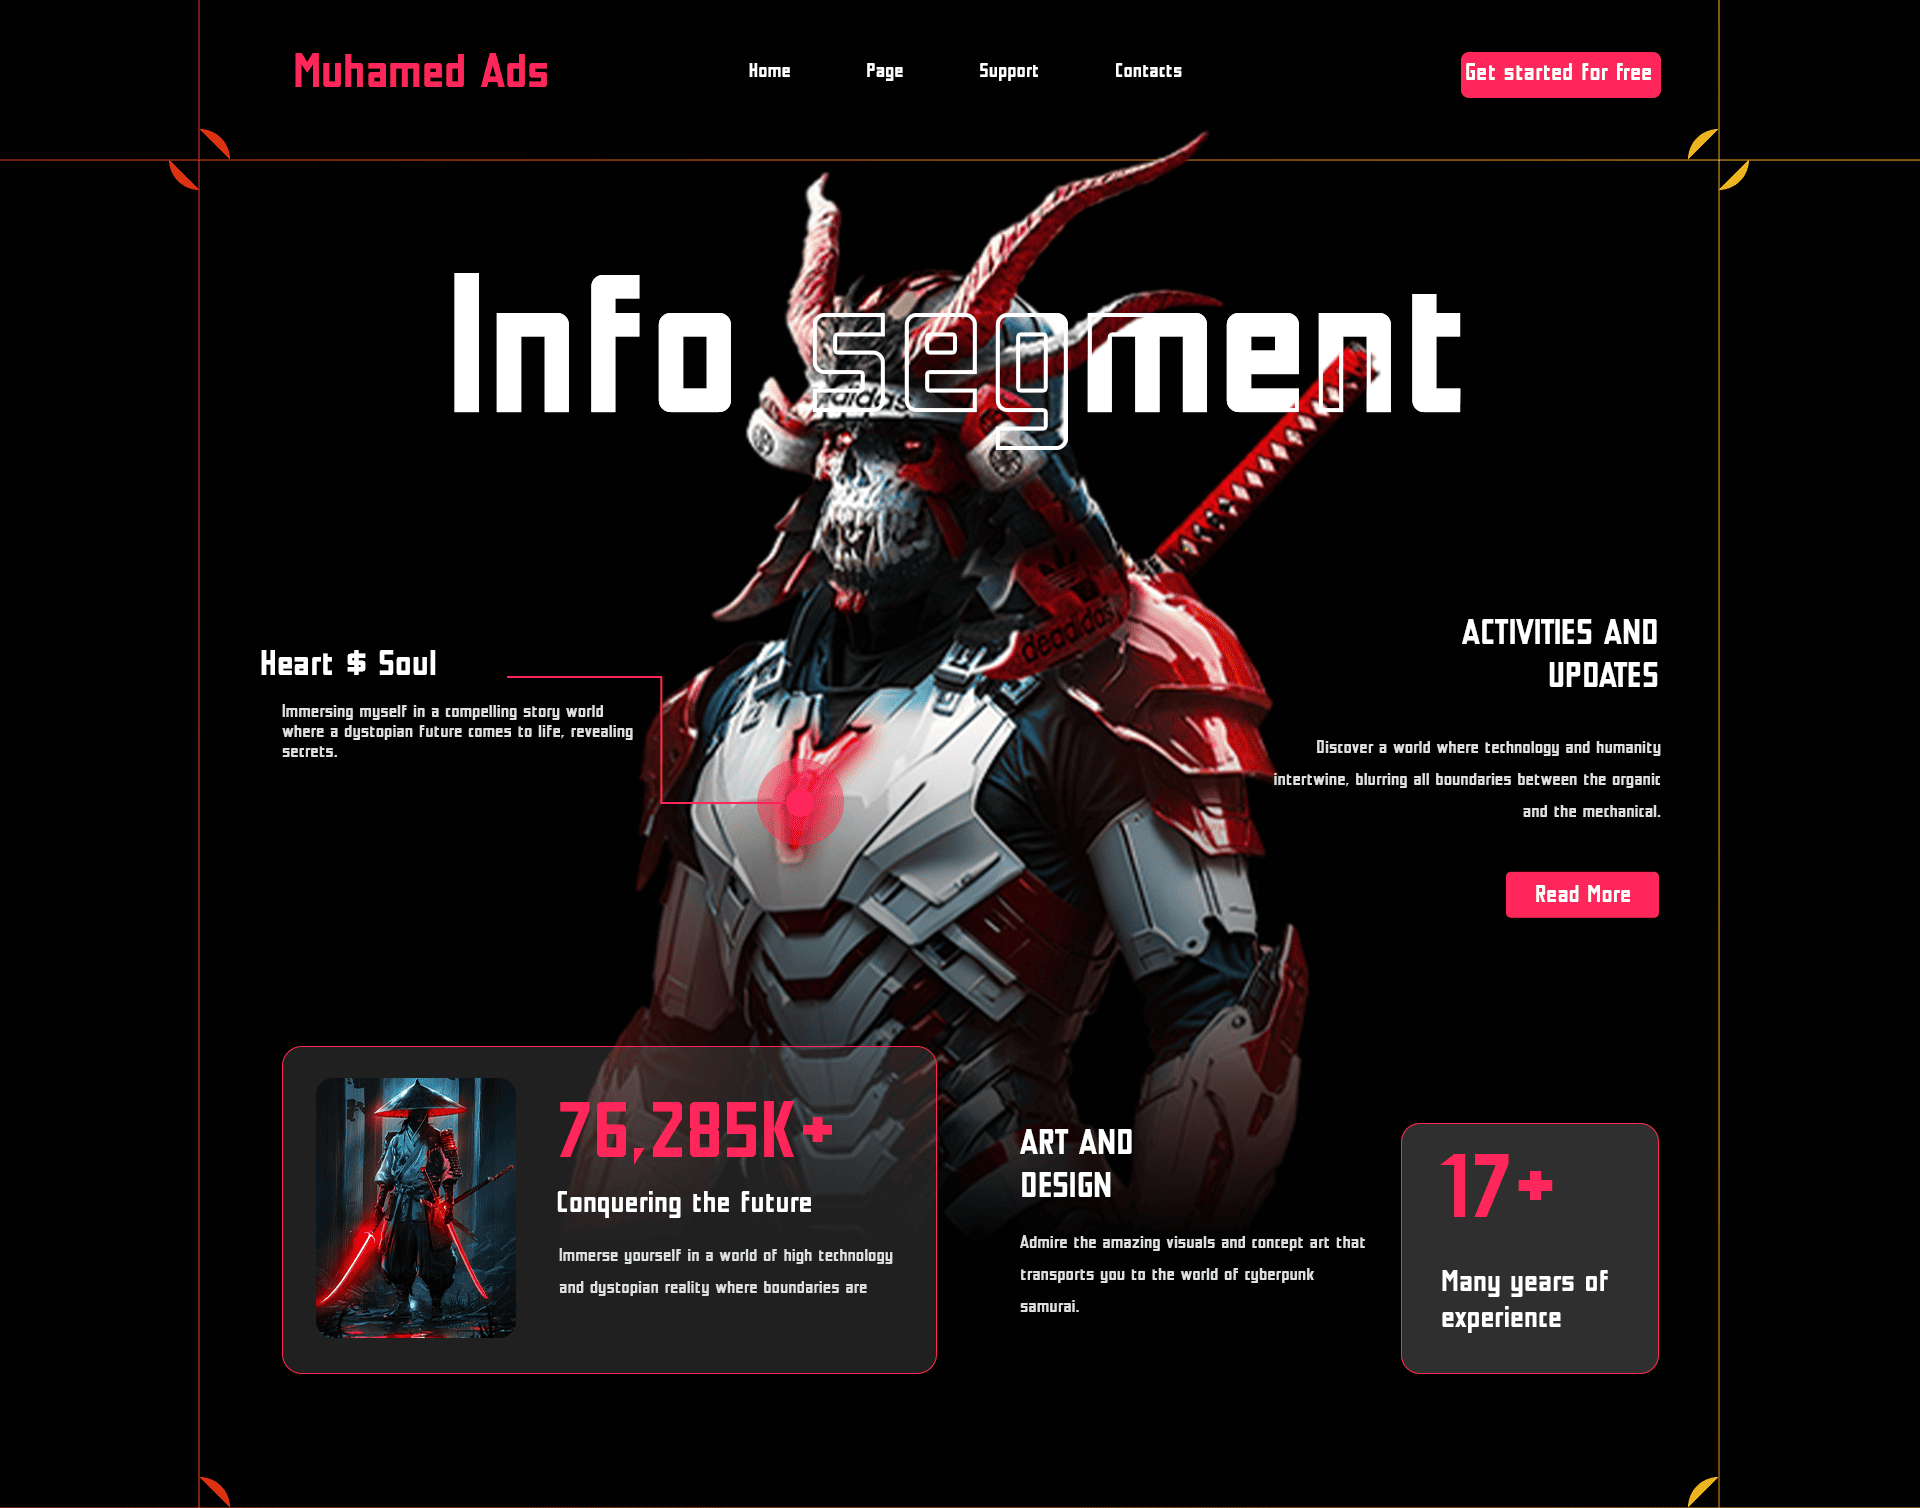 Muhamed Ads
Home
Page
Support
Contacts
Get started for free
Info segment
adidas
deadidas
Heart $ Soul
Immersing myself in a compelling story world
where a dystopian future comes to life, revealing
secrets.
ACTIVITIES AND
UPDATES
Discover a world where technology and humanity
intertwine, blurring all boundaries between the organic
and the mechanical.
Read More
76,285K+
Conquering the future
Immerse yourself in a world of high technology
and dystopian reality where boundaries are
ART AND
DESIGN
Admire the amazing visuals and concept art that
transports you to the world of cyberpunk
samurai.
17+
Many years of
experience